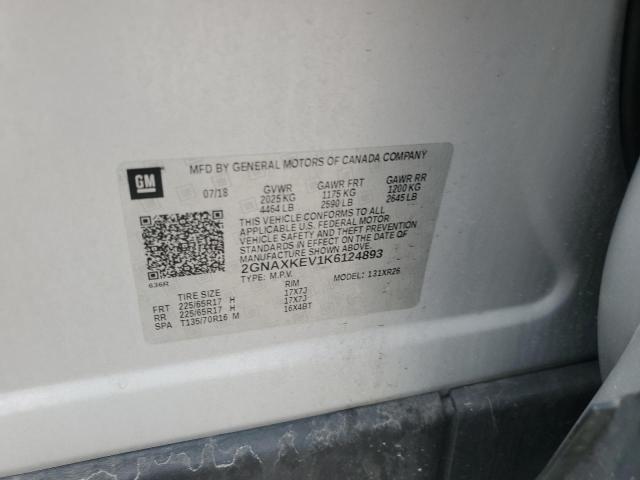 GM
MFD BY GENERAL MOTORS OF CANADA COMPANY
07/18 GVWR GAWR FRT GAWR RR
2025 KG 1175 KG 1200 KG
4464 LB 2590 LB 2645 LB
THIS VEHICLE CONFORMS TO ALL
APPLICABLE U.S. FEDERAL MOTOR
VEHICLE SAFETY AND THEFT PREVENTION
STANDARDS IN EFFECT ON THE DATE OF
MANUFACTURE SHOWN ABOVE.
2GNAXKEV1K6124893
636R TYPE: M.P.V. MODEL: 131XR26
TIRE SIZE RIM
FRT 225/65R17 H 17X7J
RR 225/65R17 H 17X7J
SPA T135/70R16 M 16X4BT